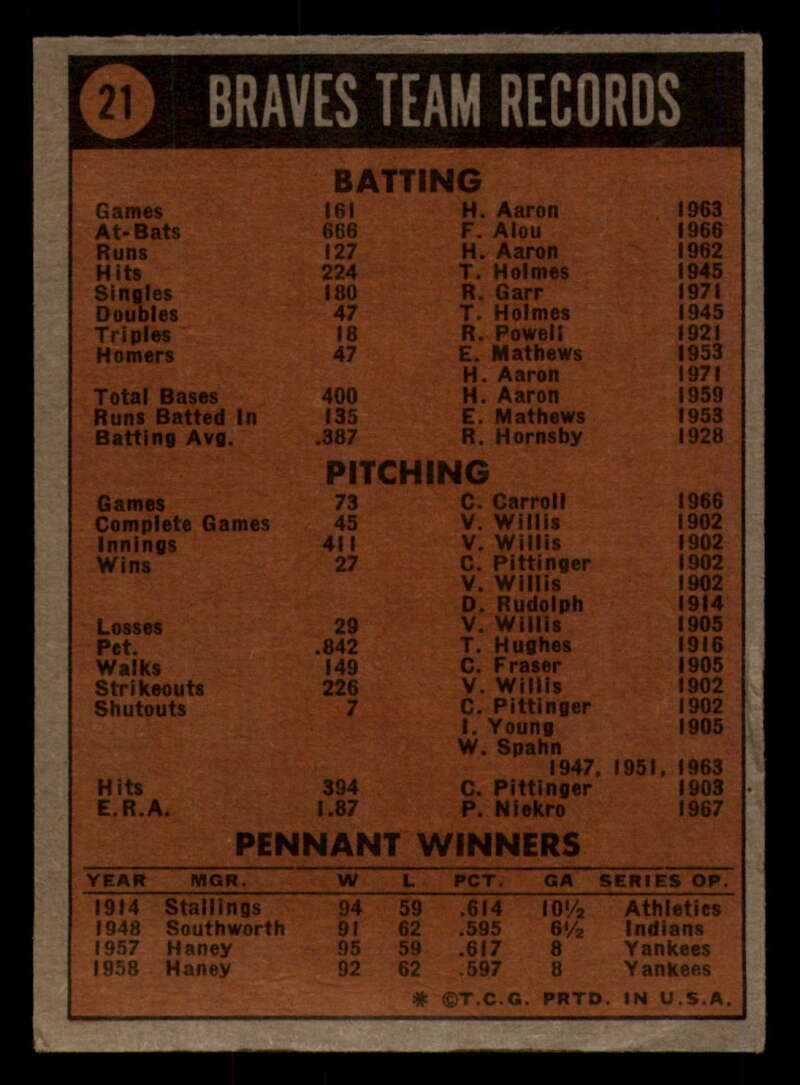 21 BRAVES TEAM RECORDS
BATTING
Games 161 H. Aaron 1963
At-Bats 666 F. Alou 1966
Runs 127 H. Aaron 1962
Hits 224 T. Holmes 1945
Singles 180 R. Garr 1971
Doubles 47 T. Holmes 1945
Triples 18 R. Powell 1921
Homers 47 E. Mathews 1953
H. Aaron 1971
Total Bases 400 H. Aaron 1959
Runs Batted In 135 E. Mathews 1953
Batting Avg. .387 R. Hornsby 1928
PITCHING
Games 73 C. Carroll 1966
Complete Games 45 V. Willis 1902
Innings 411 V. Willis 1902
Wins 27 C. Pittinger 1902
V. Willis 1902
D. Rudolph 1914
Losses 29 V. Willis 1905
Pct. .842 T. Hughes 1916
Walks 149 C. Fraser 1905
Strikeouts 226 V. Willis 1902
Shutouts 7 C. Pittinger 1902
I. Young 1905
W. Spahn
1947, 1951, 1963
Hits 394 C. Pittinger 1903
E.R.A. 1.87 P. Niekro 1967
PENNANT WINNERS
YEAR MGR. W L PCT. GA SERIES OP.
1914 Stallings 94 59 .614 10½ Athletics
1948 Southworth 91 62 .595 6½ Indians
1957 Haney 95 59 .617 8 Yankees
1958 Haney 92 62 .597 8 Yankees
* ©T.C.G. PRTD. IN U.S.A.